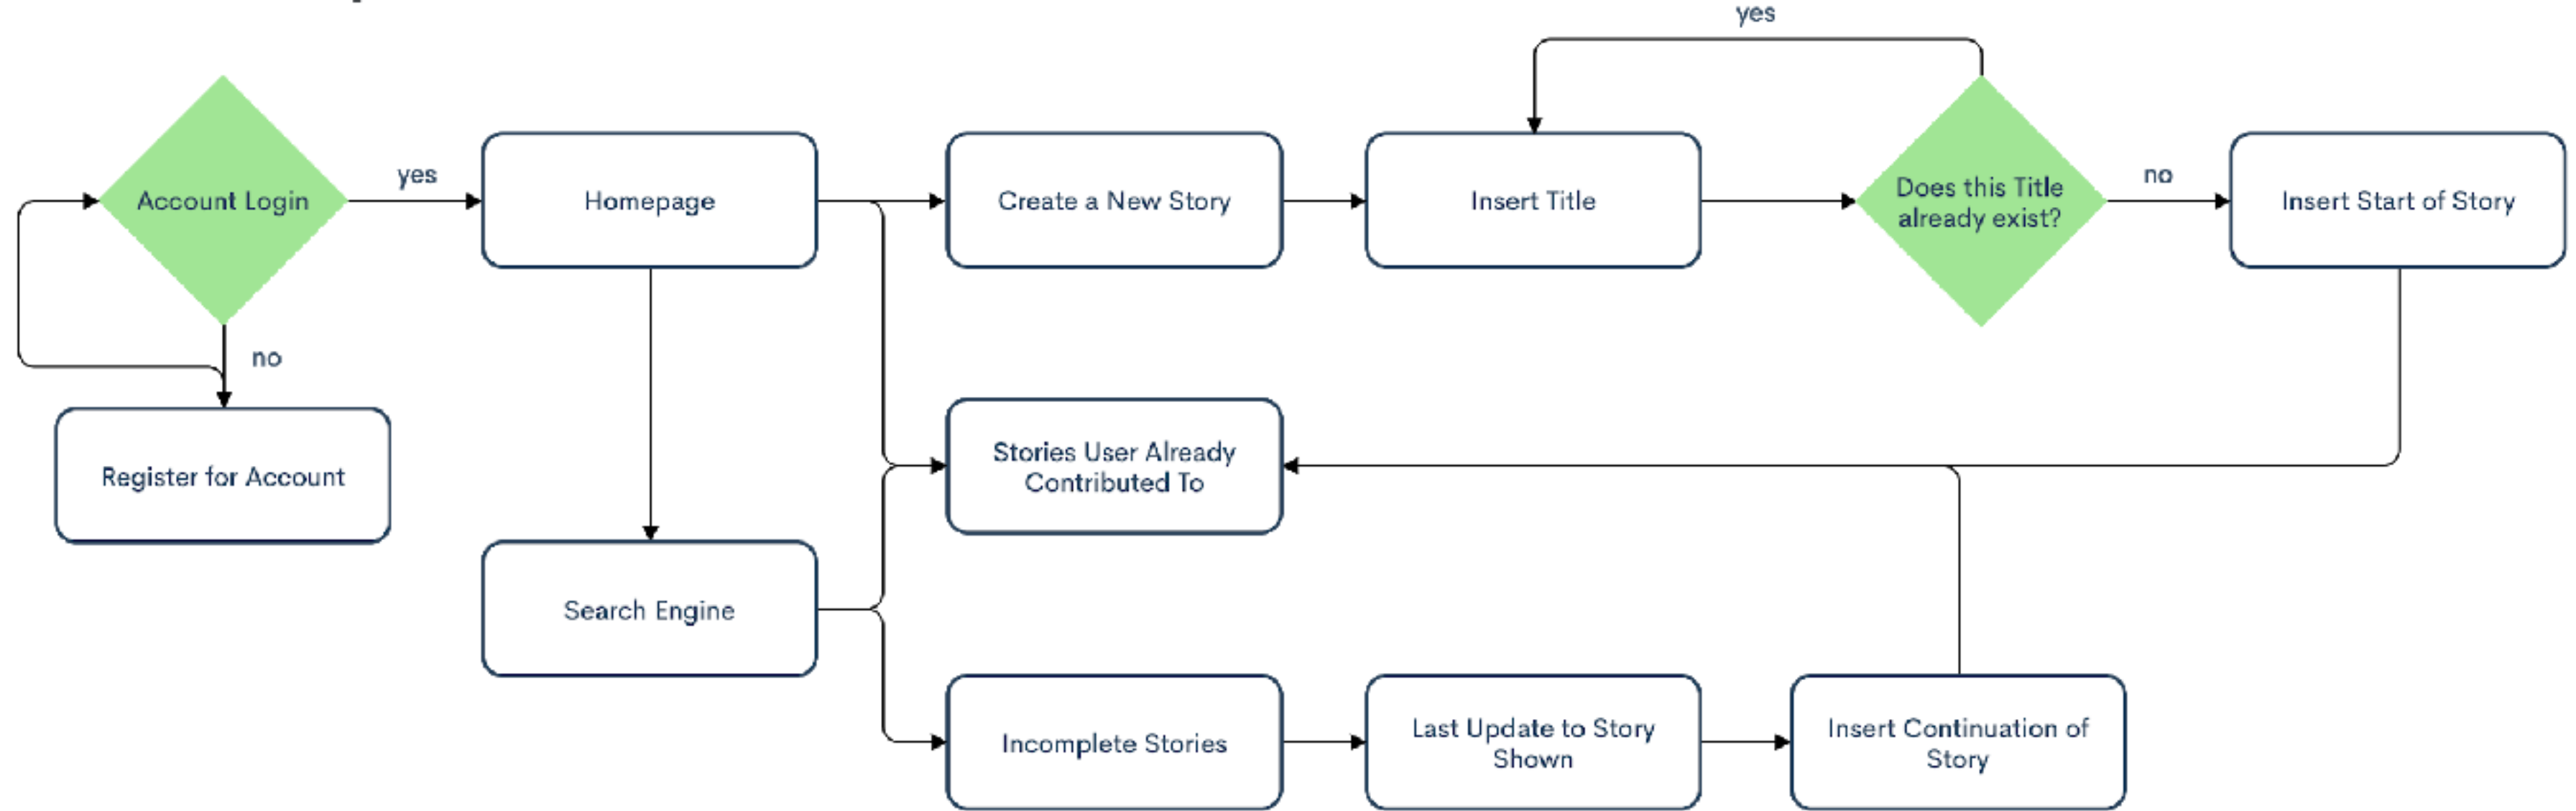 yes
Account Login
yes
Homepage
Create a New Story
Insert Title
Does this Title
already exist?
no
Insert Start of Story
no
Register for Account
Stories User Already
Contributed To
Search Engine
Incomplete Stories
Last Update to Story
Shown
Insert Continuation of
Story